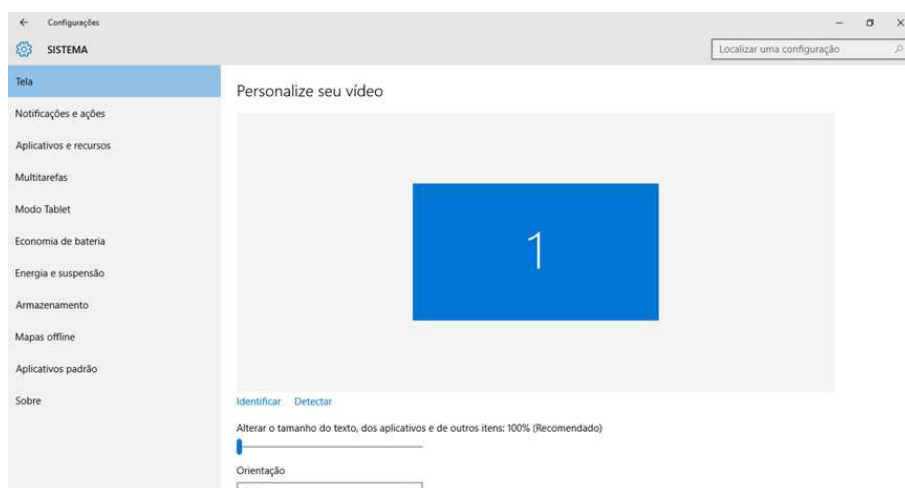 Configurações
SISTEMA
Localizar uma configuração
Tela
Notificações e ações
Aplicativos e recursos
Multitarefas
Modo Tablet
Economia de bateria
Energia e suspensão
Armazenamento
Mapas offline
Aplicativos padrão
Sobre
Personalize seu vídeo
1
Identificar Detectar
Alterar o tamanho do texto, dos aplicativos e de outros itens: 100% (Recomendado)
Orientação